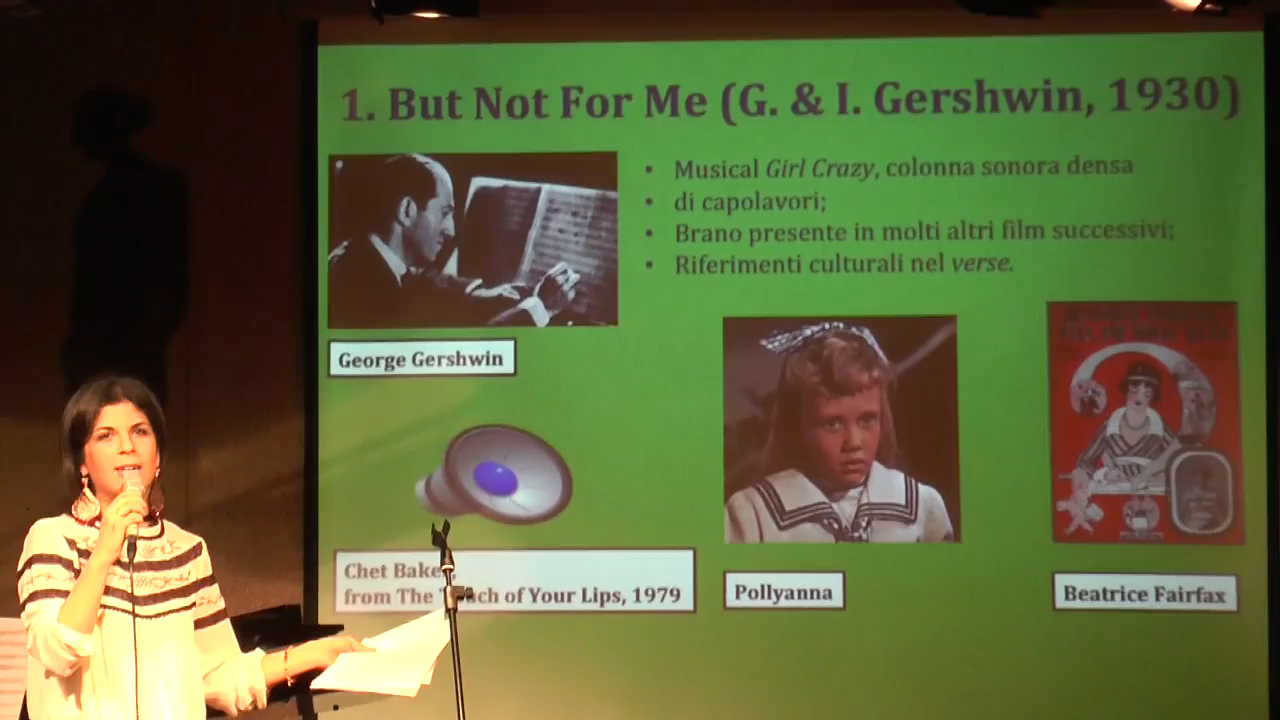 1. But Not For Me (G. & I. Gershwin, 1930)
• Musical Girl Crazy, colonna sonora densa
• di capolavori;
• Brano presente in molti altri film successivi;
• Riferimenti culturali nel verse.
George Gershwin
Chet Baker,
from The Touch of Your Lips, 1979
Pollyanna
Beatrice Fairfax